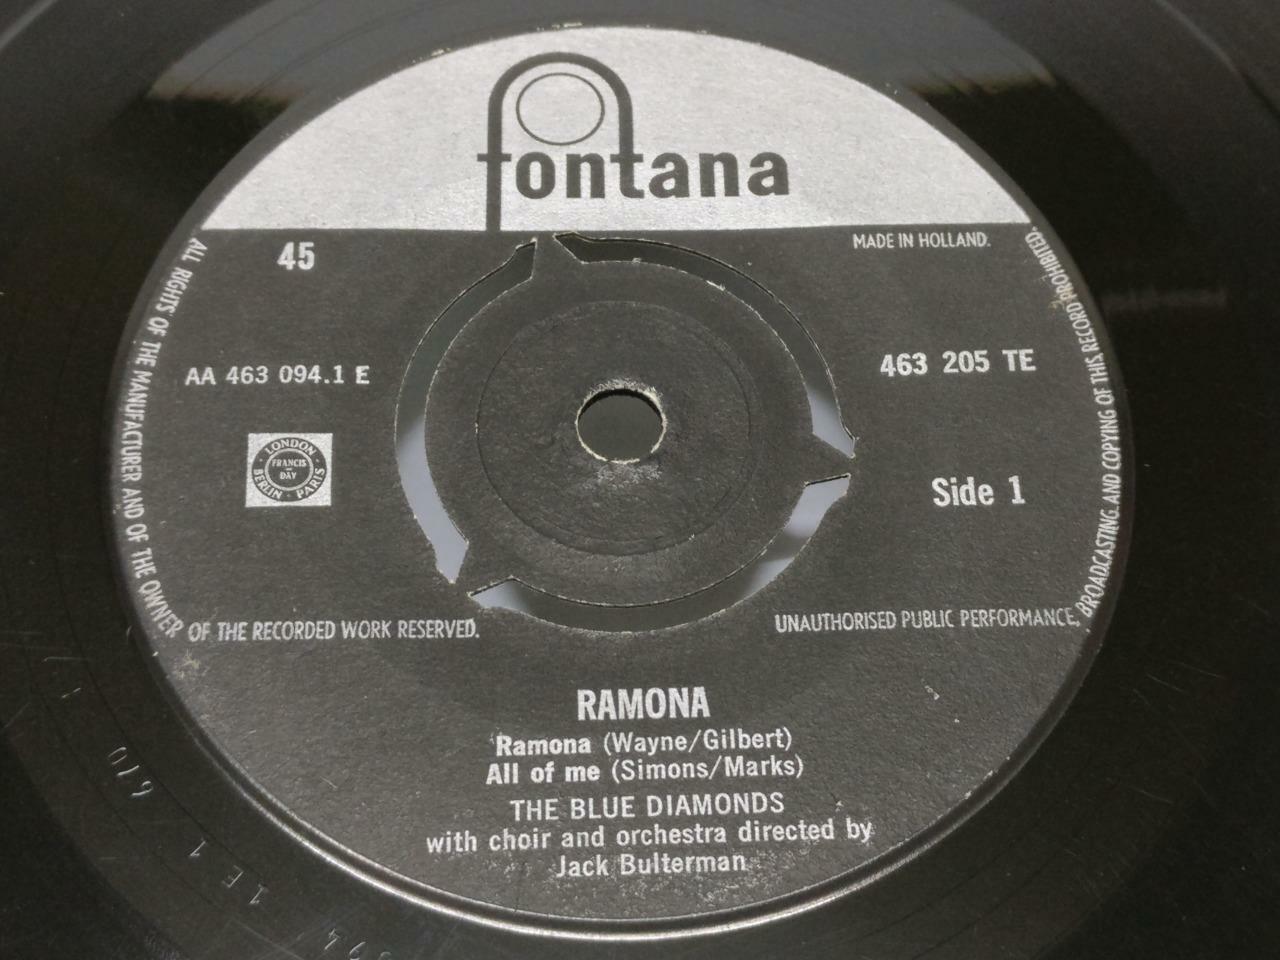 fontana
45
MADE IN HOLLAND.
AA 463 094.1 E
463 205 TE
LONDON
FRANCIS
DAY
BERLIN · PARIS
Side 1
ALL RIGHTS OF THE MANUFACTURER AND OF THE OWNER OF THE RECORDED WORK RESERVED.
UNAUTHORISED PUBLIC PERFORMANCE, BROADCASTING AND COPYING OF THIS RECORD PROHIBITED.
RAMONA
Ramona (Wayne/Gilbert)
All of me (Simons/Marks)
THE BLUE DIAMONDS
with choir and orchestra directed by
Jack Bulterman